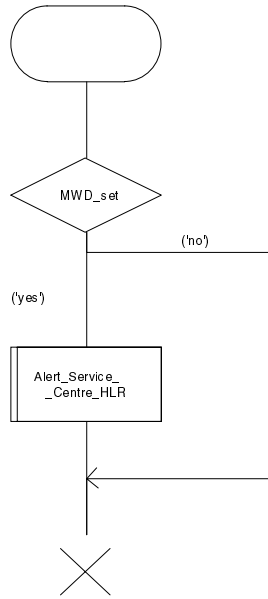 MWD_set
('no')
('yes')
Alert_Service_
_Centre_HLR